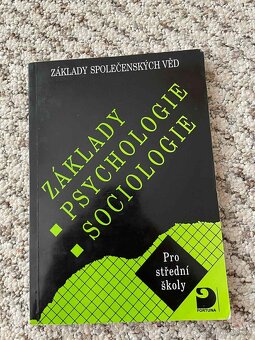 ZÁKLADY SPOLEČENSKÝCH VĚD
ZÁKLADY
PSYCHOLOGIE
SOCIOLOGIE
Pro
střední
školy
FORTUNA